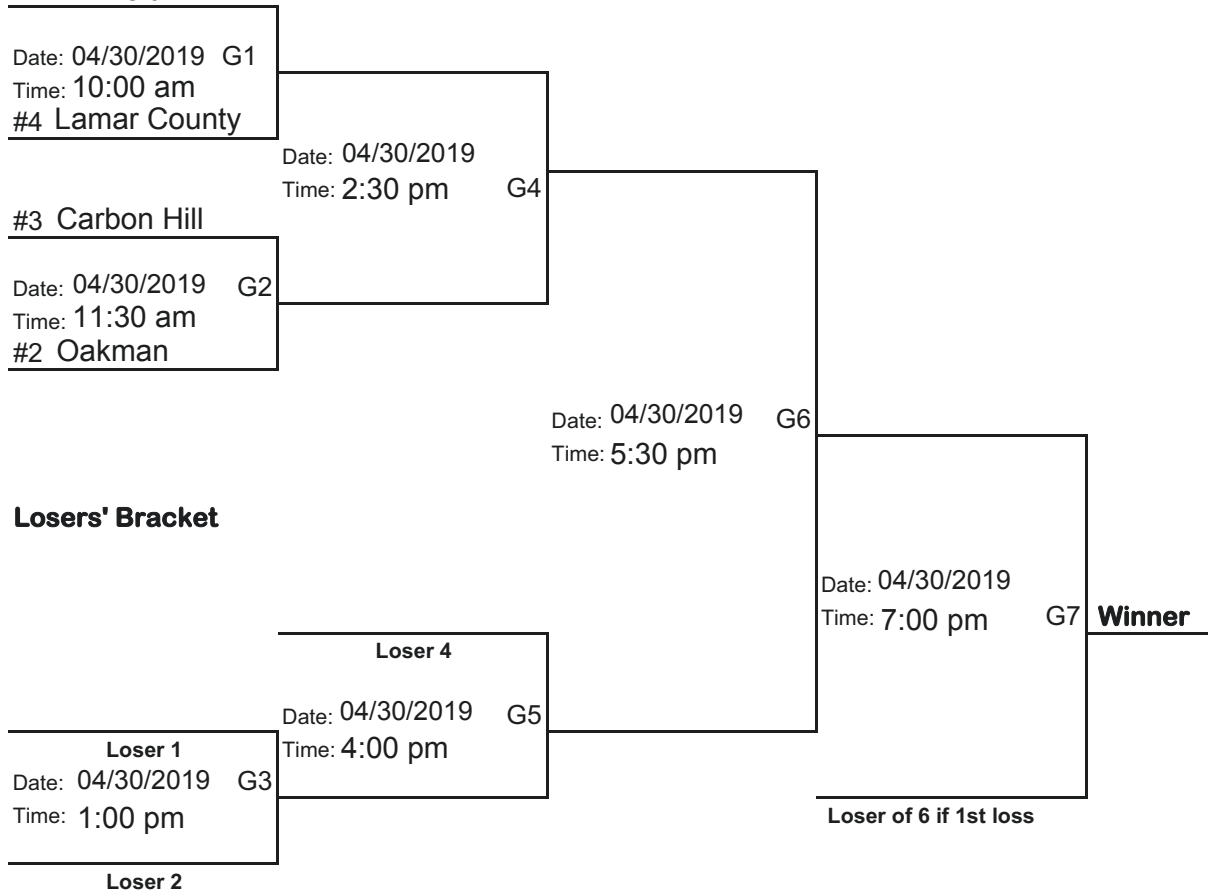 Date: 04/30/2019 G1
Time: 10:00 am
#4 Lamar County
Date: 04/30/2019
Time: 2:30 pm G4
#3 Carbon Hill
Date: 04/30/2019 G2
Time: 11:30 am
#2 Oakman
Date: 04/30/2019 G6
Time: 5:30 pm
Losers' Bracket
Date: 04/30/2019
Time: 7:00 pm G7 Winner
Loser 4
Date: 04/30/2019 G5
Time: 4:00 pm
Loser 1
Date: 04/30/2019 G3
Time: 1:00 pm
Loser of 6 if 1st loss
Loser 2